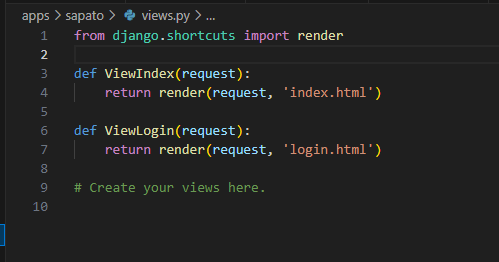 apps > sapato > views.py > ...
1 from django.shortcuts import render
2
3 def ViewIndex(request):
4     return render(request, 'index.html')
5
6 def ViewLogin(request):
7     return render(request, 'login.html')
8
9 # Create your views here.
10